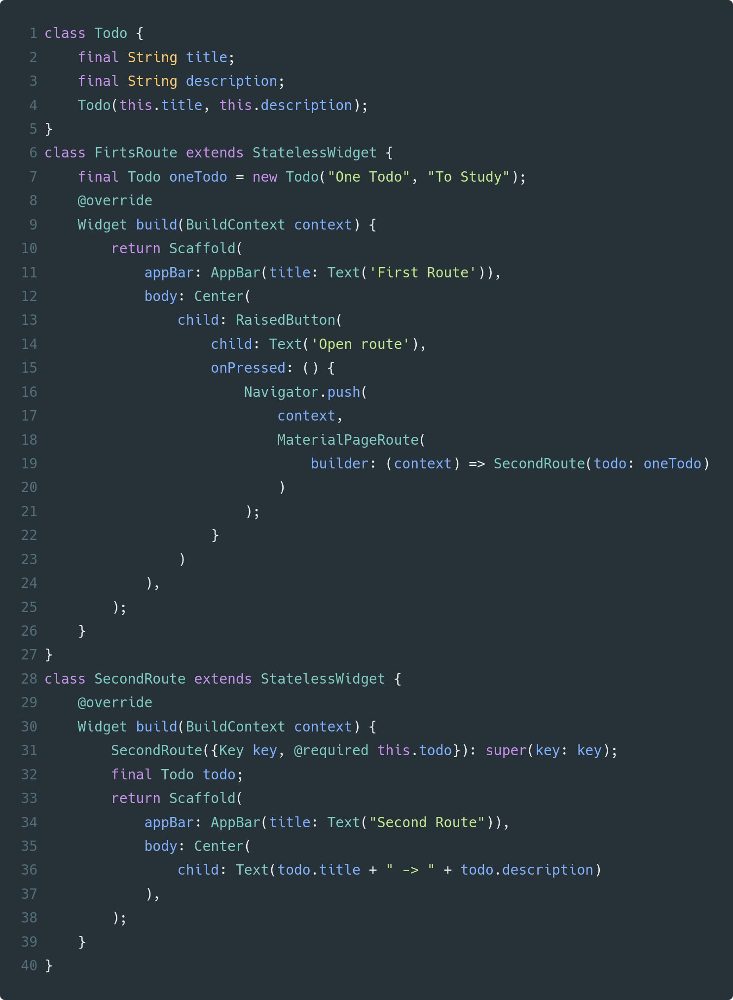 1 class Todo {
2     final String title;
3     final String description;
4     Todo(this.title, this.description);
5 }
6 class FirtsRoute extends StatelessWidget {
7     final Todo oneTodo = new Todo("One Todo", "To Study");
8     @override
9     Widget build(BuildContext context) {
10         return Scaffold(
11             appBar: AppBar(title: Text('First Route')),
12             body: Center(
13                 child: RaisedButton(
14                     child: Text('Open route'),
15                     onPressed: () {
16                         Navigator.push(
17                             context,
18                             MaterialPageRoute(
19                                 builder: (context) => SecondRoute(todo: oneTodo)
20                             )
21                         );
22                     }
23                 )
24             ),
25         );
26     }
27 }
28 class SecondRoute extends StatelessWidget {
29     @override
30     Widget build(BuildContext context) {
31         SecondRoute({Key key, @required this.todo}): super(key: key);
32         final Todo todo;
33         return Scaffold(
34             appBar: AppBar(title: Text("Second Route")),
35             body: Center(
36                 child: Text(todo.title + " -> " + todo.description)
37             ),
38         );
39     }
40 }